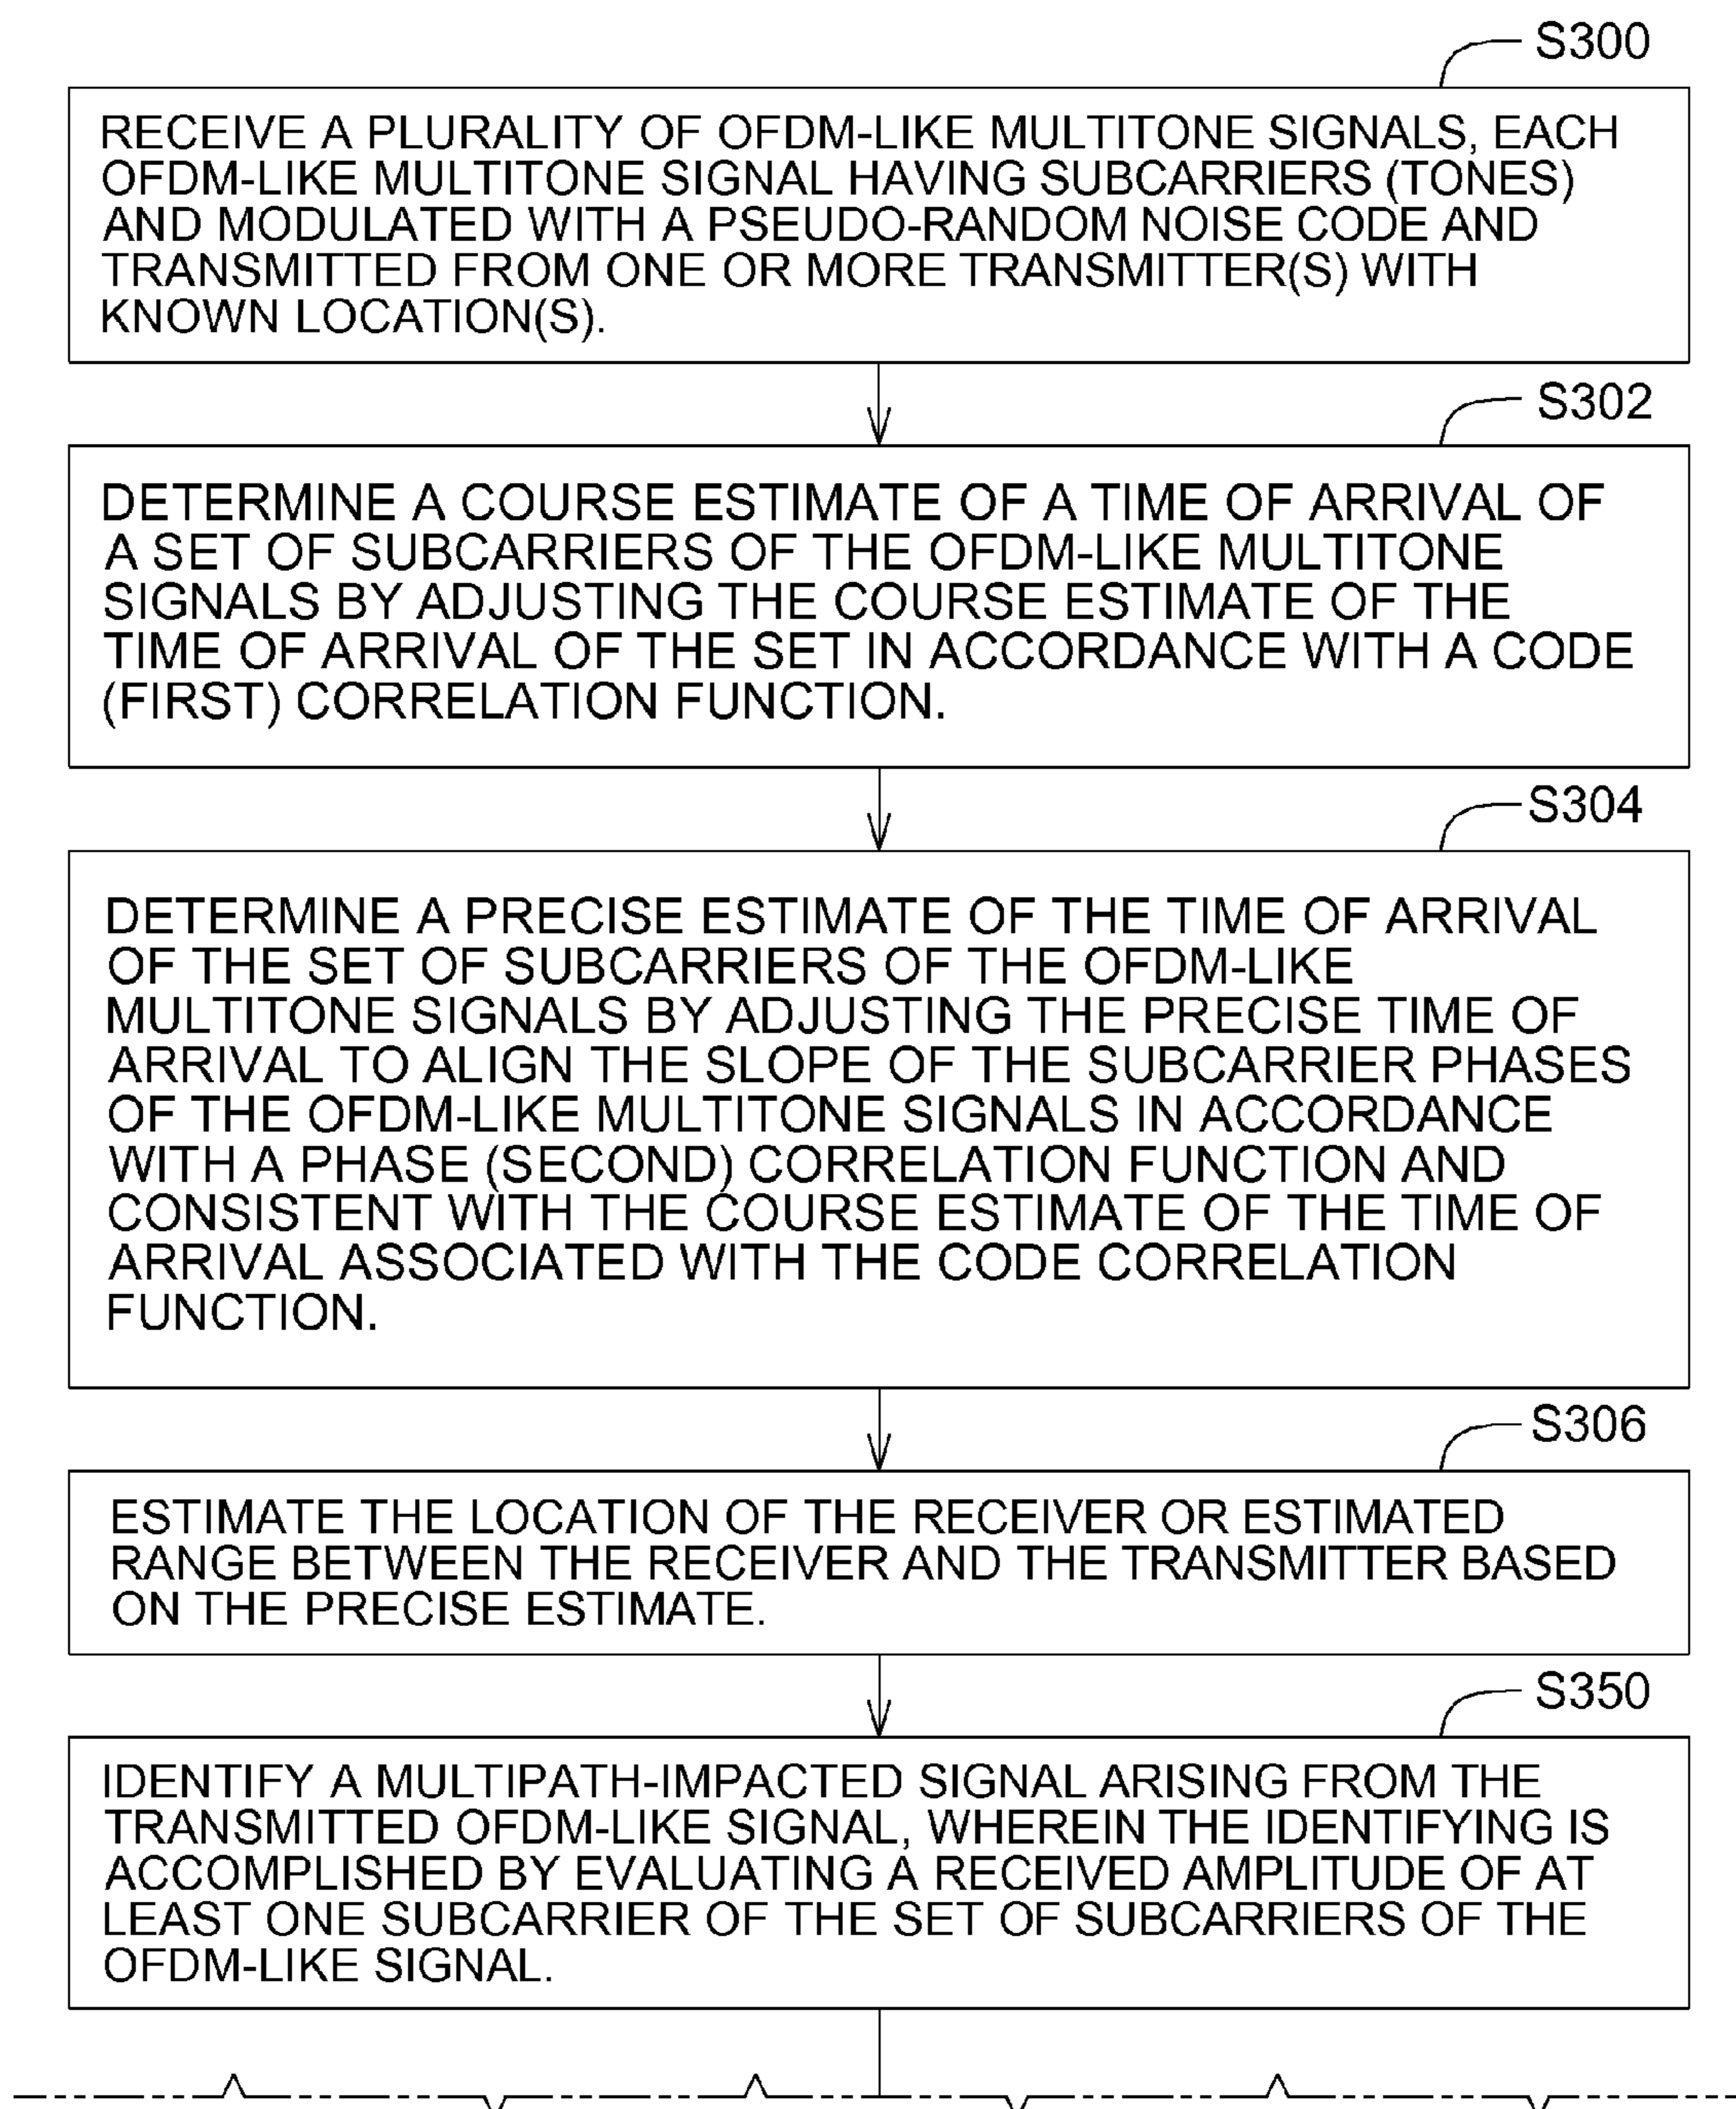 S300
RECEIVE A PLURALITY OF OFDM-LIKE MULTITONE SIGNALS, EACH
OFDM-LIKE MULTITONE SIGNAL HAVING SUBCARRIERS (TONES)
AND MODULATED WITH A PSEUDO-RANDOM NOISE CODE AND
TRANSMITTED FROM ONE OR MORE TRANSMITTER(S) WITH
KNOWN LOCATION(S).
S302
DETERMINE A COURSE ESTIMATE OF A TIME OF ARRIVAL OF
A SET OF SUBCARRIERS OF THE OFDM-LIKE MULTITONE
SIGNALS BY ADJUSTING THE COURSE ESTIMATE OF THE
TIME OF ARRIVAL OF THE SET IN ACCORDANCE WITH A CODE
(FIRST) CORRELATION FUNCTION.
S304
DETERMINE A PRECISE ESTIMATE OF THE TIME OF ARRIVAL
OF THE SET OF SUBCARRIERS OF THE OFDM-LIKE
MULTITONE SIGNALS BY ADJUSTING THE PRECISE TIME OF
ARRIVAL TO ALIGN THE SLOPE OF THE SUBCARRIER PHASES
OF THE OFDM-LIKE MULTITONE SIGNALS IN ACCORDANCE
WITH A PHASE (SECOND) CORRELATION FUNCTION AND
CONSISTENT WITH THE COURSE ESTIMATE OF THE TIME OF
ARRIVAL ASSOCIATED WITH THE CODE CORRELATION
FUNCTION.
S306
ESTIMATE THE LOCATION OF THE RECEIVER OR ESTIMATED
RANGE BETWEEN THE RECEIVER AND THE TRANSMITTER BASED
ON THE PRECISE ESTIMATE.
S350
IDENTIFY A MULTIPATH-IMPACTED SIGNAL ARISING FROM THE
TRANSMITTED OFDM-LIKE SIGNAL, WHEREIN THE IDENTIFYING IS
ACCOMPLISHED BY EVALUATING A RECEIVED AMPLITUDE OF AT
LEAST ONE SUBCARRIER OF THE SET OF SUBCARRIERS OF THE
OFDM-LIKE SIGNAL.